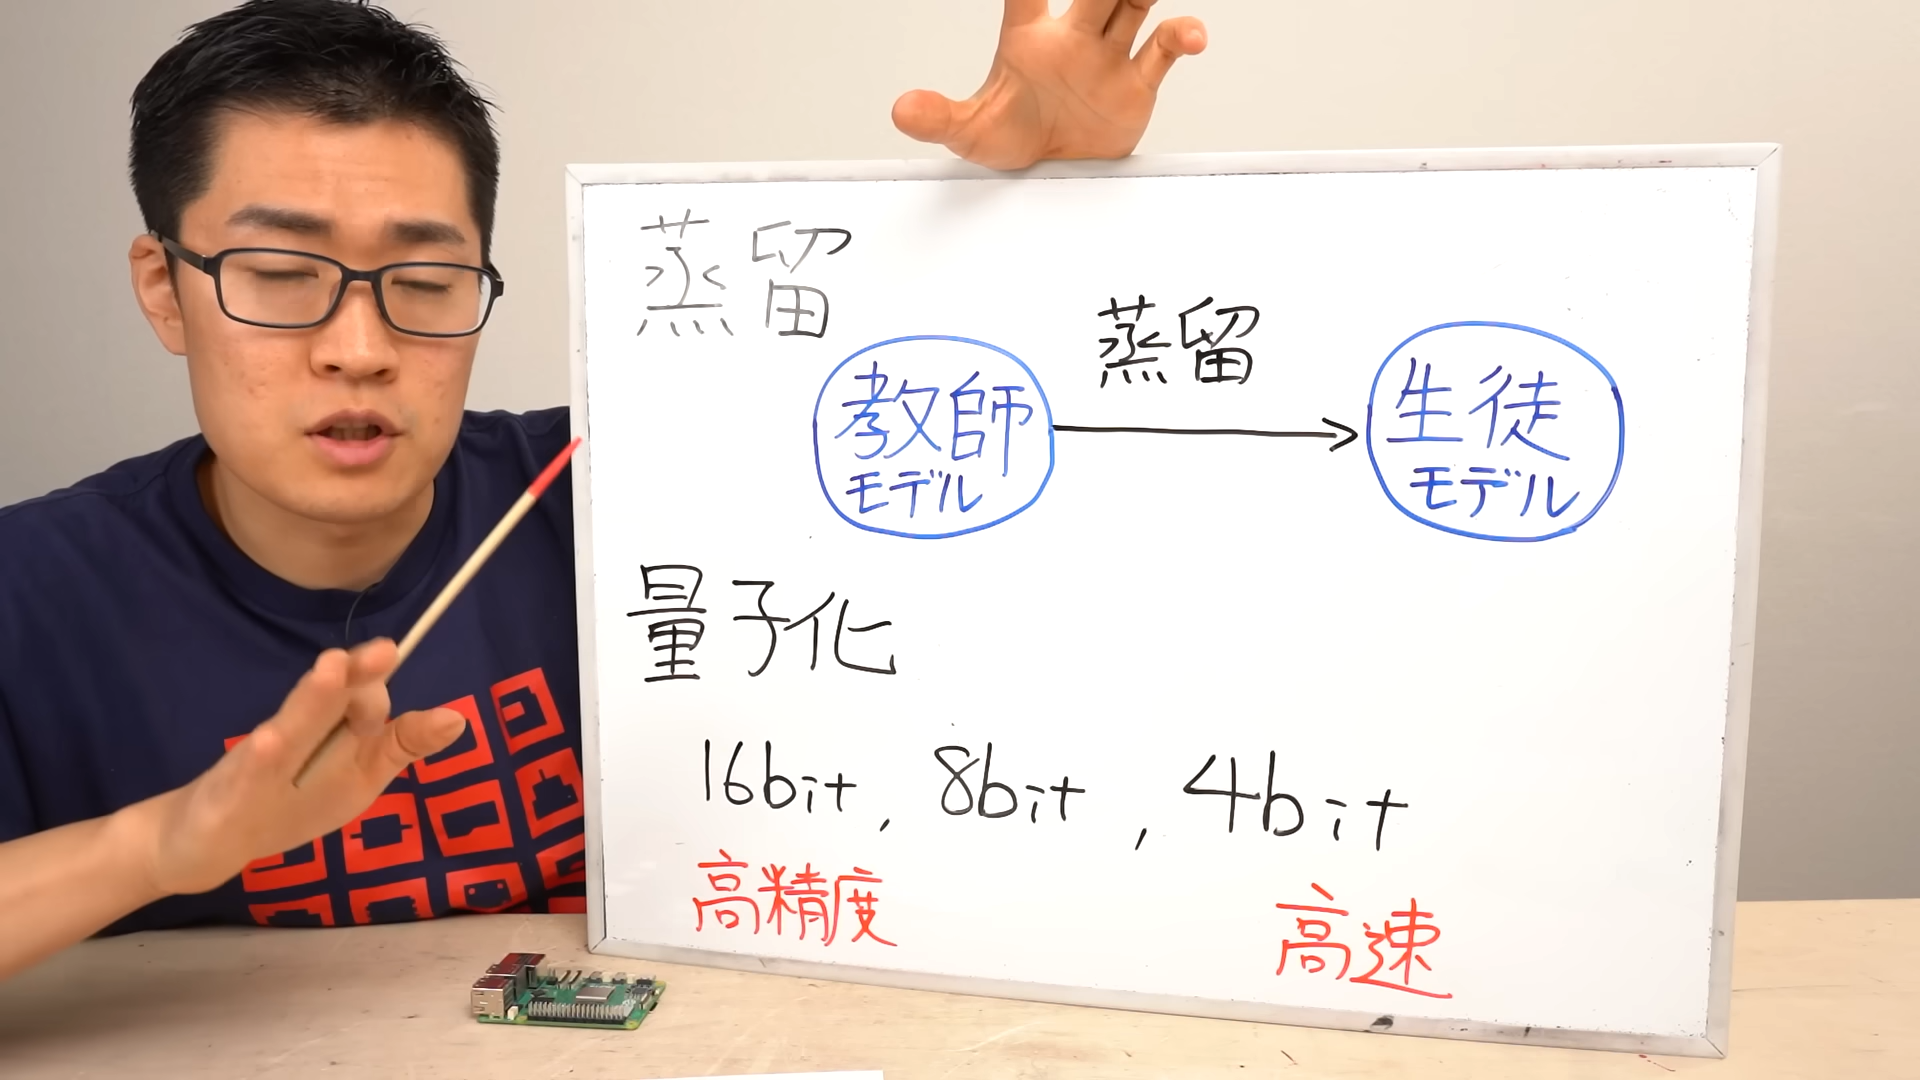 蒸留
蒸留
教師
モデル
生徒
モデル
量子化
16bit, 8bit, 4bit
高精度
高速